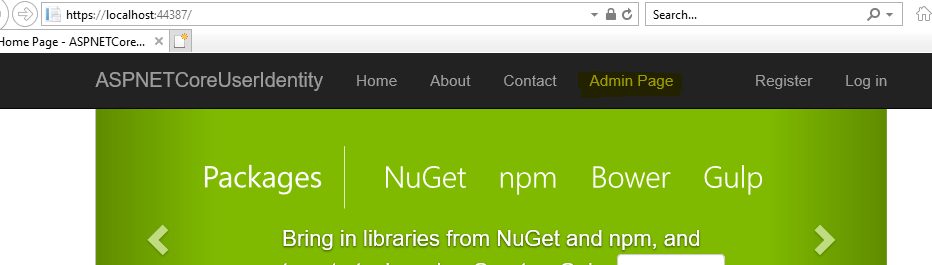 https://localhost:44387/
Search...
Home Page - ASPNETCore...
ASPNETCoreUserIdentity Home About Contact Admin Page Register Log in
Packages NuGet npm Bower Gulp
Bring in libraries from NuGet and npm, and